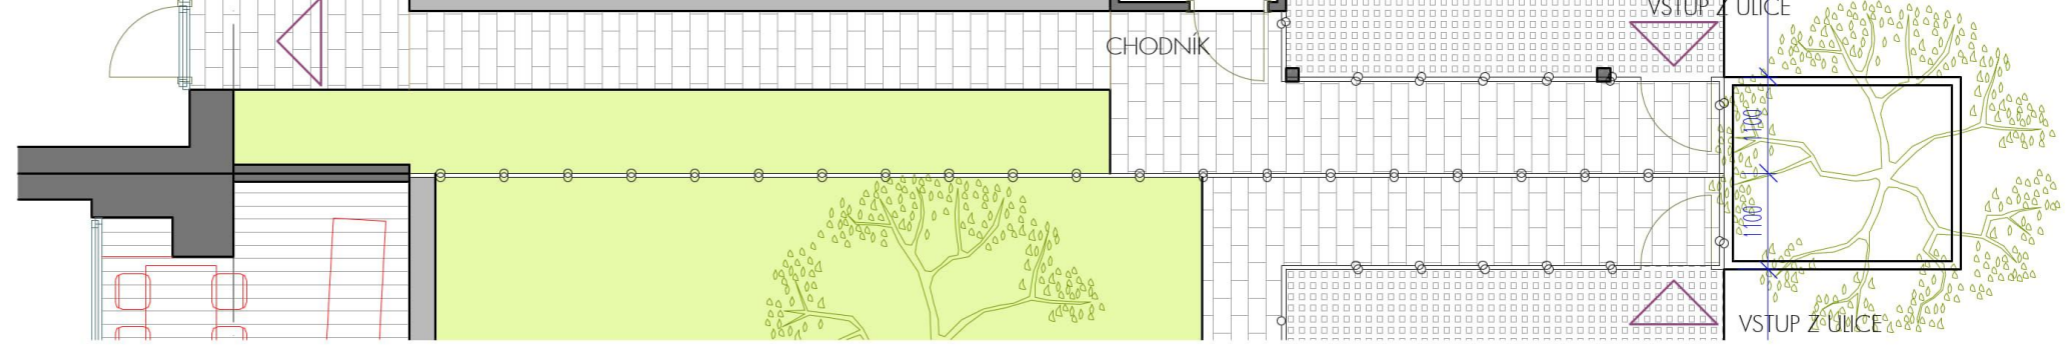 VSTUP Z ULICE
CHODNÍK
1100
1100
VSTUP Z ULICE